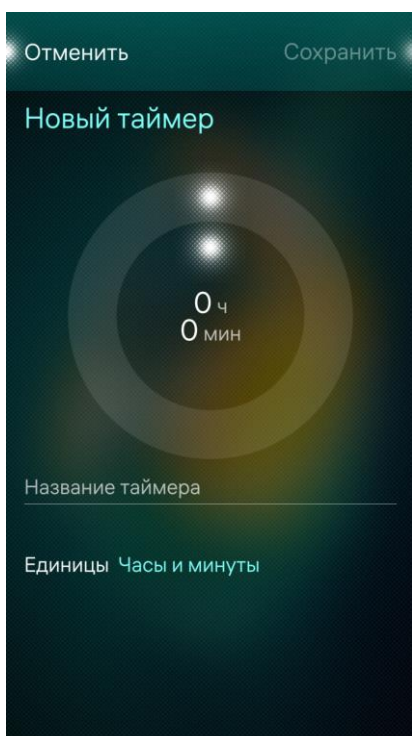 Отменить Сохранить
Новый таймер
0 ч
0 мин
Название таймера
Единицы Часы и минуты